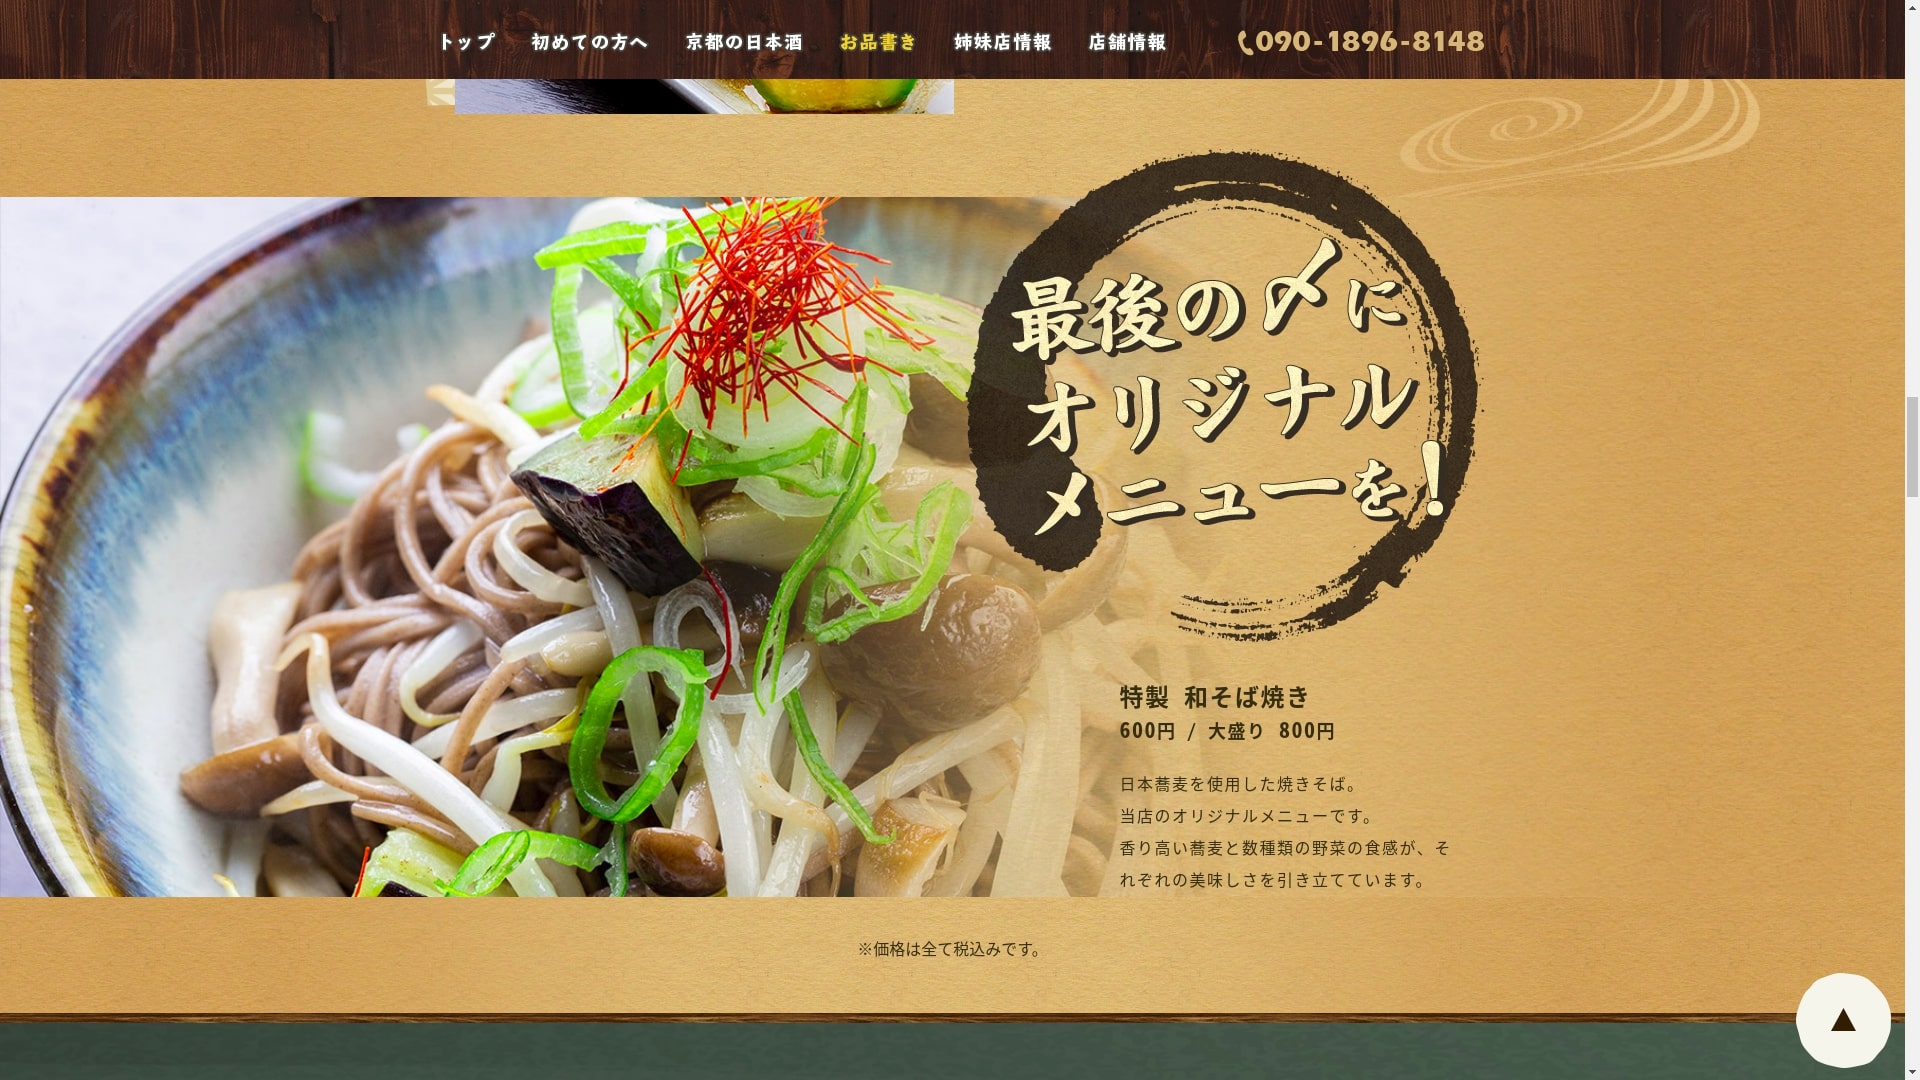 トップ
初めての方へ
京都の日本酒
お品書き
姉妹店情報
店舗情報
090-1896-8148
最後の〆に
オリジナル
メニューを!
特製 和そば焼き
600円 / 大盛り 800円
日本蕎麦を使用した焼きそば。
当店のオリジナルメニューです。
香り高い蕎麦と数種類の野菜の食感が、そ
れぞれの美味しさを引き立てています。
※価格は全て税込みです。
▲